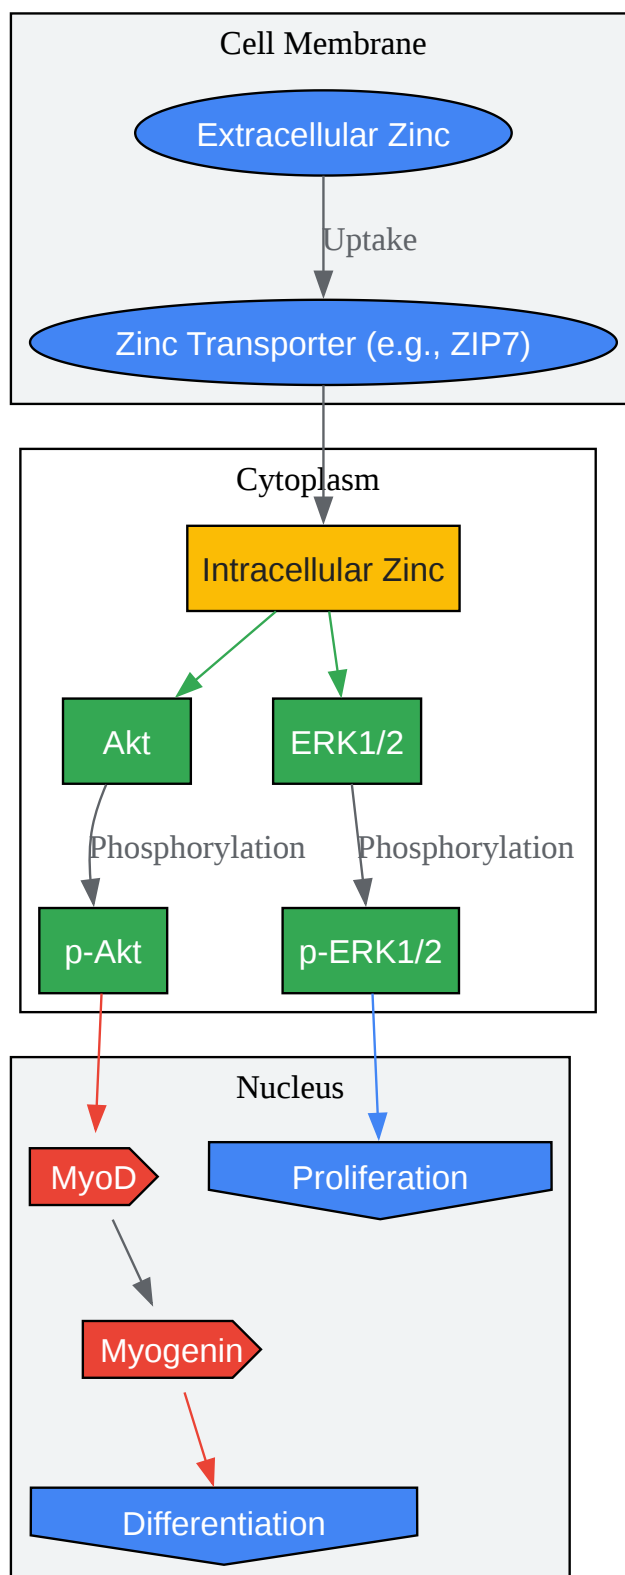 Cell Membrane
Extracellular Zinc
Uptake
Zinc Transporter (e.g., ZIP7)
Cytoplasm
Intracellular Zinc
Akt
ERK1/2
Phosphorylation
Phosphorylation
p-Akt
p-ERK1/2
Nucleus
MyoD
Proliferation
Myogenin
Differentiation